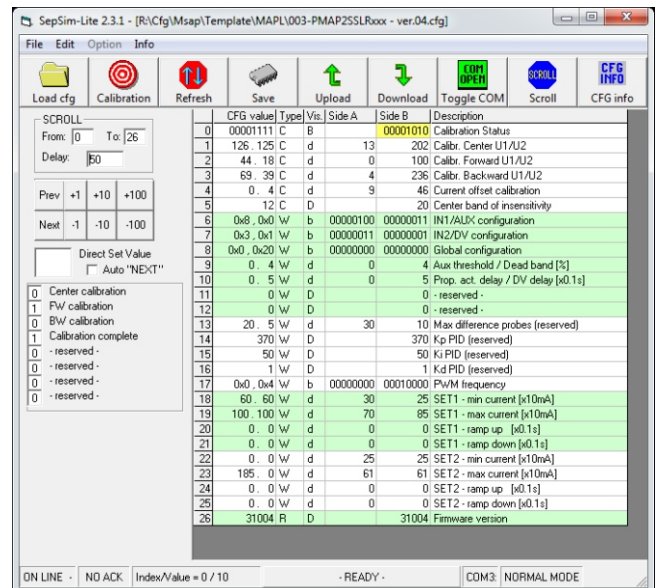 SepSim-Lite 2.3.1 - [R:\Cfg\Msap\Template\MAPL\003-PMAP2SSLRxxx - ver.04.cfg]
File Edit Option Info
COM OPEN SCROLL CFG INFO
Load cfg Calibration Refresh Save Upload Download Toggle COM Scroll CFG info
SCROLL
From: 0 To: 26
Delay: 50
Prev +1 +10 +100
Next -1 -10 -100
Direct Set Value
Auto "NEXT"
0 Center calibration
1 FW calibration
0 BW calibration
1 Calibration complete
0 - reserved -
0 - reserved -
0 - reserved -
0 - reserved -
CFG value Type Vis. Side A Side B Description
0 00001111 C B 00001010 Calibration Status
1 126 . 125 C d 13 202 Calibr. Center U1/U2
2 44 . 18 C d 0 100 Calibr. Forward U1/U2
3 69 . 39 C d 4 236 Calibr. Backward U1/U2
4 0 . 4 C d 9 46 Current offset calibration
5 12 C D 20 Center band of insensitivity
6 0x8 , 0x0 W b 00000100 00000011 IN1/AUX configuration
7 0x3 , 0x1 W b 00000011 00000001 IN2/DV configuration
8 0x0 , 0x20 W b 00000000 00000000 Global configuration
9 0 . 4 W d 0 4 Aux threshold / Dead band [%]
10 0 . 5 W d 0 5 Prop. act. delay / DV delay [x0.1s]
11 0 W D 0 - reserved -
12 0 W D 0 - reserved -
13 20 . 5 W d 30 10 Max difference probes (reserved)
14 370 W D 370 Kp PID (reserved)
15 50 W D 50 Ki PID (reserved)
16 1 W D 1 Kd PID (reserved)
17 0x0 , 0x4 W b 00000000 00010000 PWM frequency
18 60 . 60 W d 30 25 SET1 - min current [x10mA]
19 100 . 100 W d 70 85 SET1 - max current [x10mA]
20 0 . 0 W d 0 0 SET1 - ramp up [x0.1s]
21 0 . 0 W d 0 0 SET1 - ramp down [x0.1s]
22 0 . 0 W d 25 25 SET2 - min current [x10mA]
23 185 . 0 W d 61 61 SET2 - max current [x10mA]
24 0 . 0 W d 0 0 SET2 - ramp up [x0.1s]
25 0 . 0 W d 0 0 SET2 - ramp down [x0.1s]
26 31004 R D 31004 Firmware version
ON LINE - NO ACK Index/Value = 0 / 10 - READY - COM3: NORMAL MODE